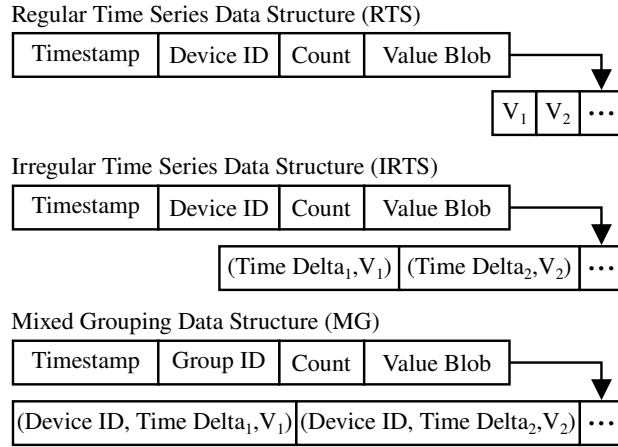 Regular Time Series Data Structure (RTS)
Timestamp Device ID Count Value Blob
V₁ V₂ ...
Irregular Time Series Data Structure (IRTS)
Timestamp Device ID Count Value Blob
(Time Delta₁,V₁) (Time Delta₂,V₂) ...
Mixed Grouping Data Structure (MG)
Timestamp Group ID Count Value Blob
(Device ID, Time Delta₁,V₁) (Device ID, Time Delta₂,V₂) ...